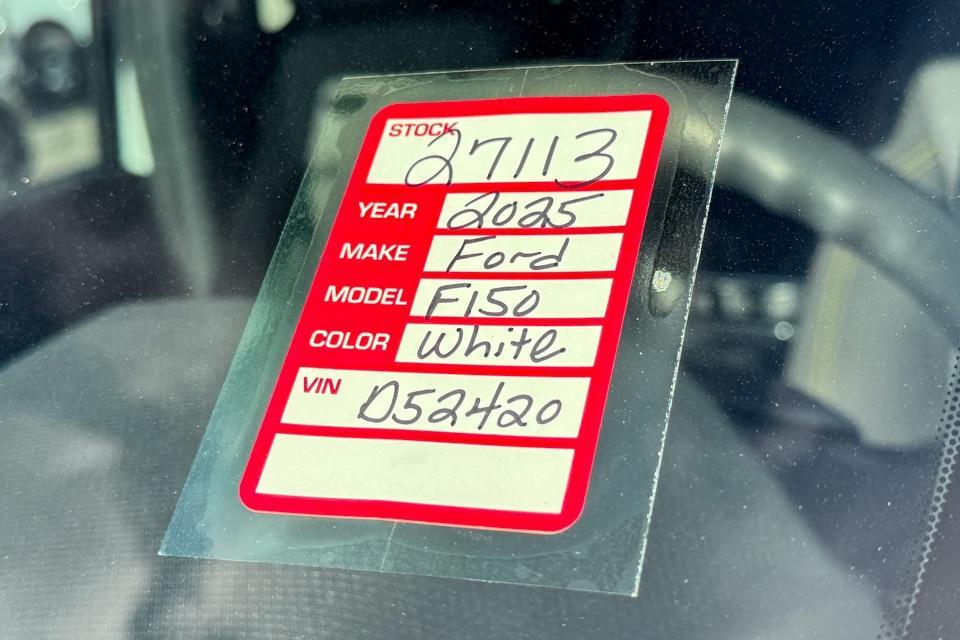 STOCK 27113
YEAR 2025
MAKE Ford
MODEL F150
COLOR White
VIN D52420